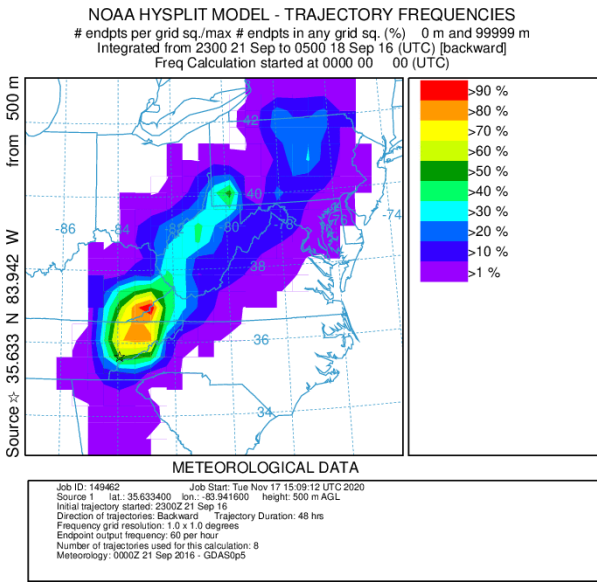 NOAA HYSPLIT MODEL - TRAJECTORY FREQUENCIES
# endpts per grid sq./max # endpts in any grid sq. (%)    0 m and 99999 m
Integrated from 2300 21 Sep to 0500 18 Sep 16 (UTC) [backward]
Freq Calculation started at 0000 00    00 (UTC)
Source ☆ 35.633 N 83.942 W    from 500 m
42
40
-86
-84
-82
-80
-78
-76
-74
38
36
34
>90 %
>80 %
>70 %
>60 %
>50 %
>40 %
>30 %
>20 %
>10 %
>1 %
METEOROLOGICAL DATA
Job ID: 149462    Job Start: Tue Nov 17 15:09:12 UTC 2020
Source 1    lat.: 35.633400    lon.: -83.941600    height: 500 m AGL
Initial trajectory started: 2300Z 21 Sep 16
Direction of trajectories: Backward    Trajectory Duration: 48 hrs
Frequency grid resolution: 1.0 x 1.0 degrees
Endpoint output frequency: 60 per hour
Number of trajectories used for this calculation: 8
Meteorology: 0000Z 21 Sep 2016 - GDAS0p5